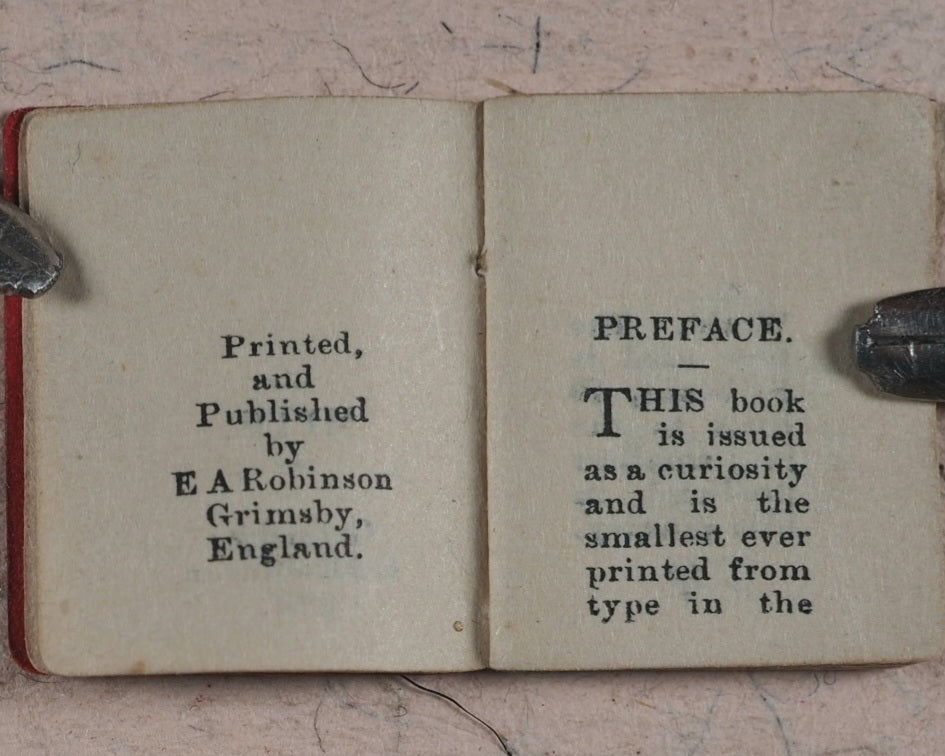 Printed,
and
Published
by
E A Robinson
Grimsby,
England.
PREFACE.
THIS book
is issued
as a curiosity
and is the
smallest ever
printed from
type in the